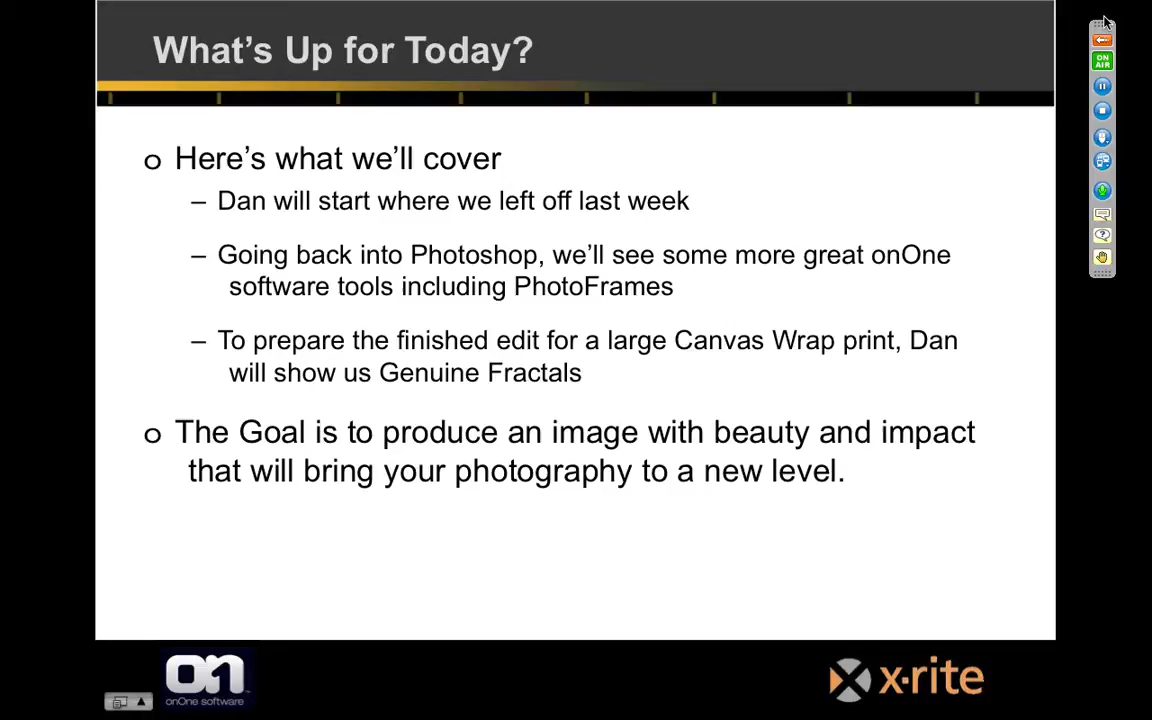 What's Up for Today?
ON
AIR
o Here's what we'll cover
– Dan will start where we left off last week
– Going back into Photoshop, we'll see some more great onOne
software tools including PhotoFrames
– To prepare the finished edit for a large Canvas Wrap print, Dan
will show us Genuine Fractals
o The Goal is to produce an image with beauty and impact
that will bring your photography to a new level.
on1
onOne software
x·rite